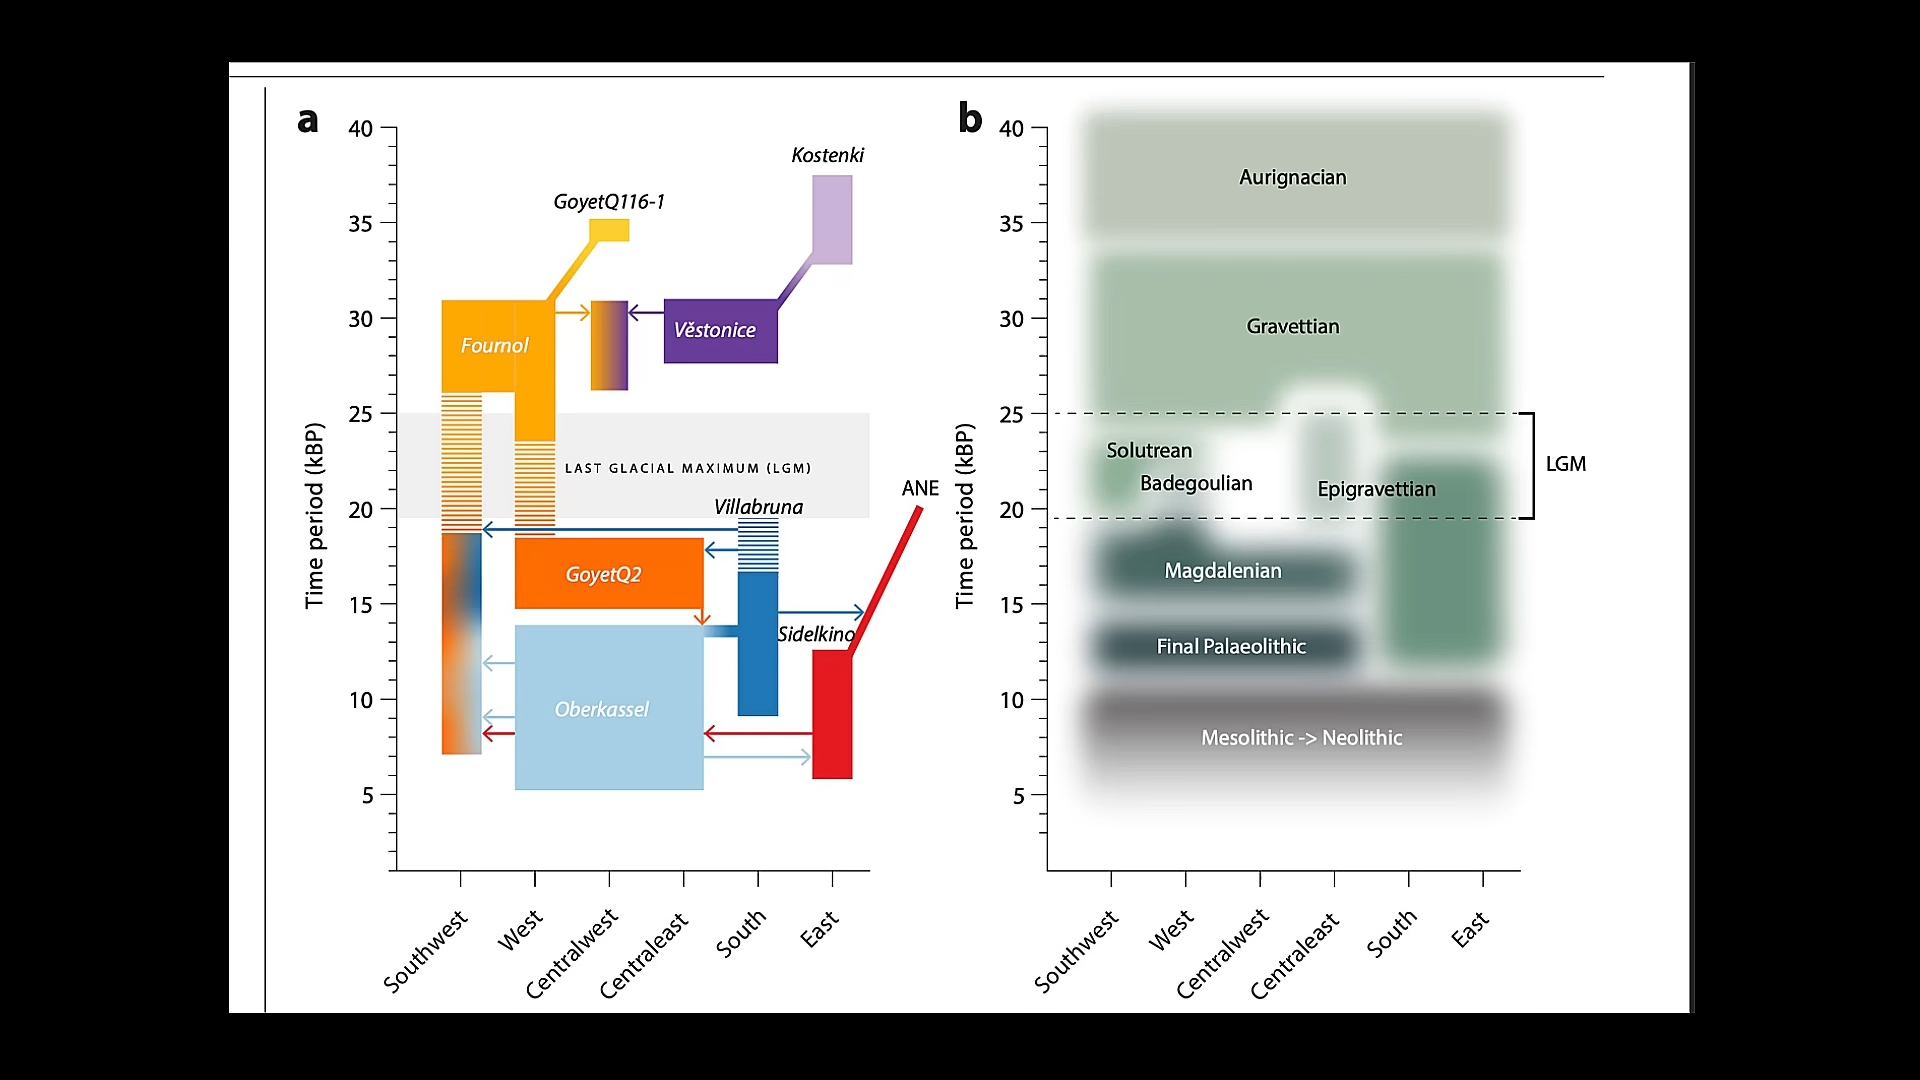 a
40
35
30
25
20
15
10
5
Time period (kBP)
Kostenki
GoyetQ116-1
Fournol
Věstonice
LAST GLACIAL MAXIMUM (LGM)
Villabruna
ANE
GoyetQ2
Sidelkino
Oberkassel
Southwest
West
Centralwest
Centraleast
South
East
b
40
35
30
25
20
15
10
5
Time period (kBP)
Aurignacian
Gravettian
Solutrean
Badegoulian
Epigravettian
LGM
Magdalenian
Final Palaeolithic
Mesolithic -> Neolithic
Southwest
West
Centralwest
Centraleast
South
East